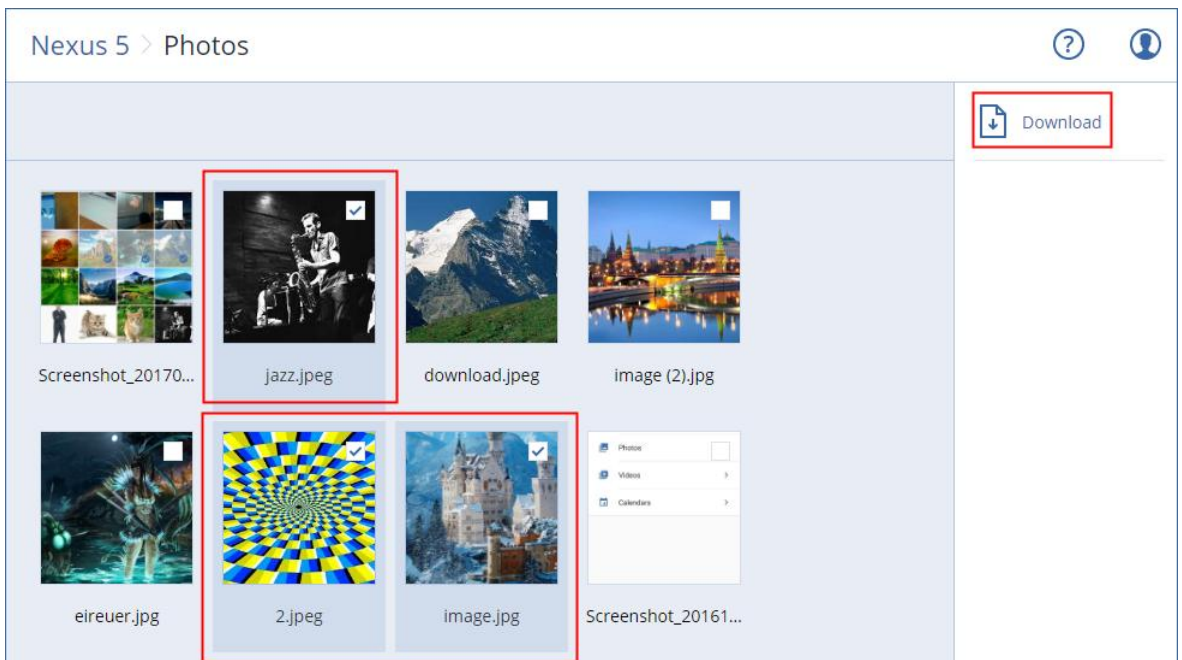 Nexus 5 > Photos
?
Download
Screenshot_20170...
jazz.jpeg
download.jpeg
image (2).jpg
Photos
Videos
Calendars
eireuer.jpg
2.jpeg
image.jpg
Screenshot_20161...